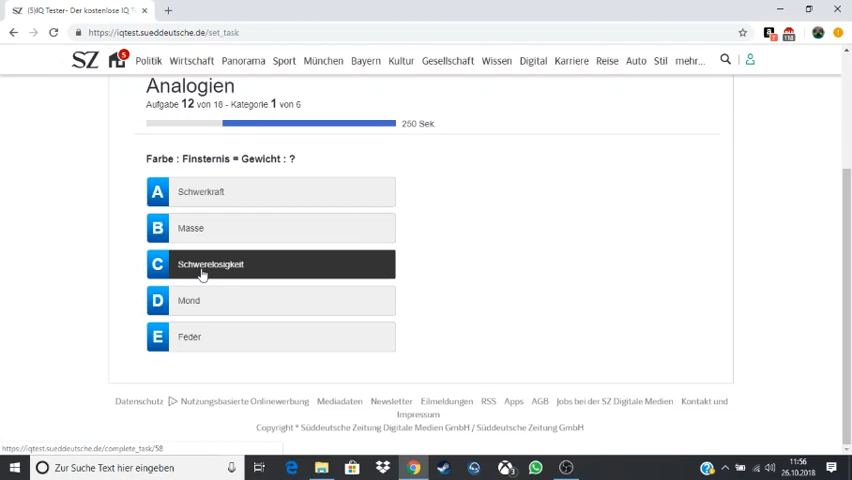 SZ (5)IQ Tester- Der kostenlose IQ T
https://iqtest.sueddeutsche.de/set_task
SZ 5 Politik Wirtschaft Panorama Sport München Bayern Kultur Gesellschaft Wissen Digital Karriere Reise Auto Stil mehr...
Analogien
Aufgabe 12 von 18 - Kategorie 1 von 6
250 Sek.
Farbe : Finsternis = Gewicht : ?
A Schwerkraft
B Masse
C Schwerelosigkeit
D Mond
E Feder
Datenschutz Nutzungsbasierte Onlinewerbung Mediadaten Newsletter Eilmeldungen RSS Apps AGB Jobs bei der SZ Digitale Medien Kontakt und
Impressum
Copyright © Süddeutsche Zeitung Digitale Medien GmbH / Süddeutsche Zeitung GmbH
https://iqtest.sueddeutsche.de/complete_task/58
Zur Suche Text hier eingeben
11:56
26.10.2018